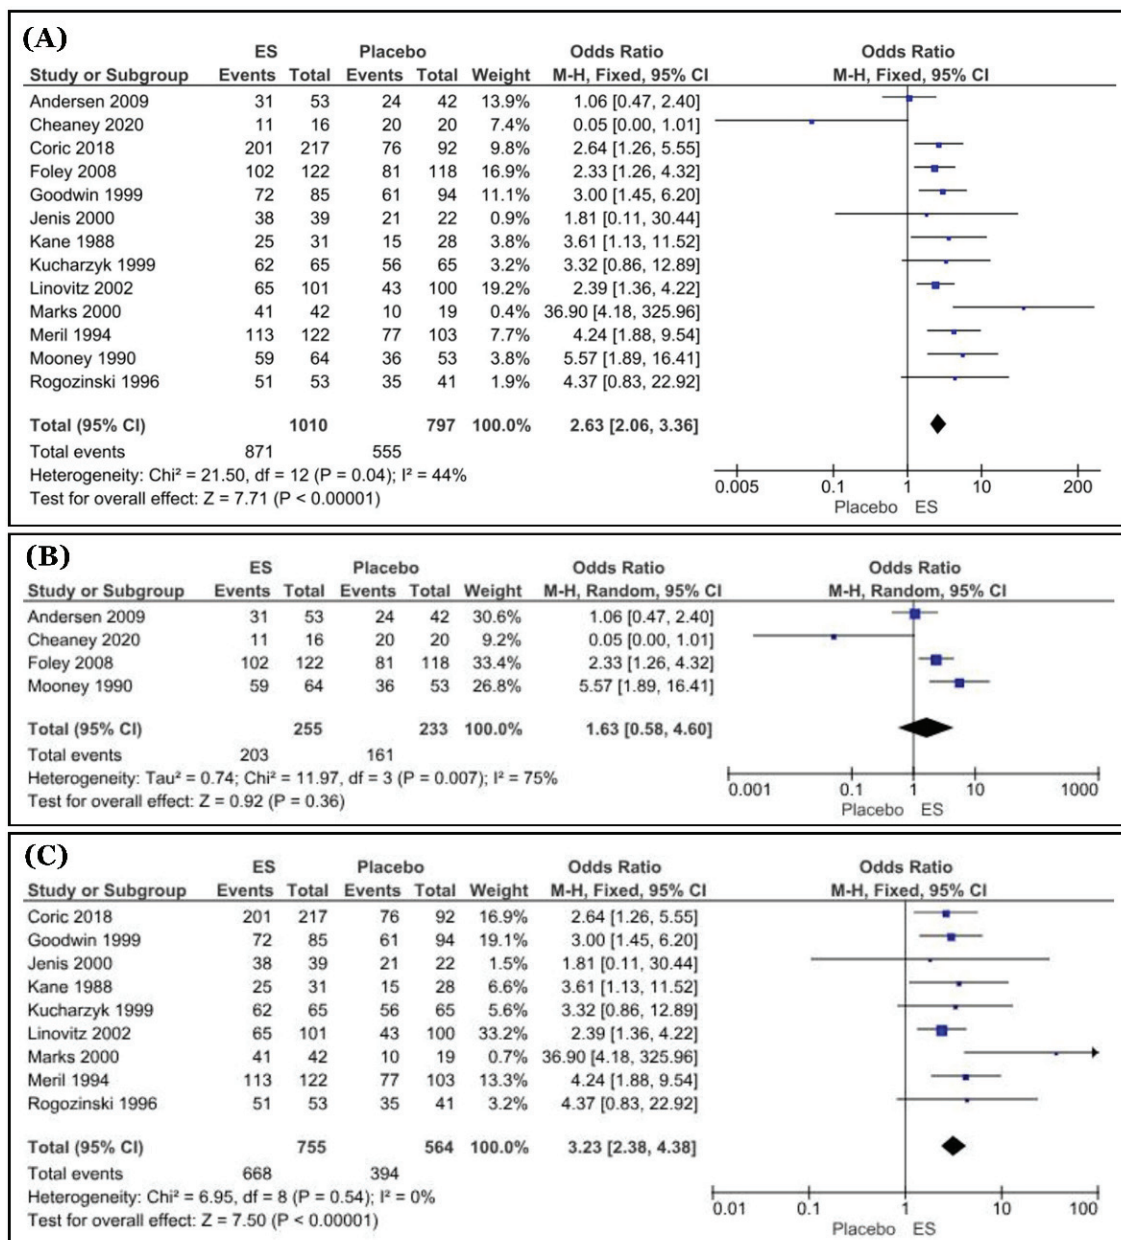 (A)
ES Placebo Odds Ratio Odds Ratio
Study or Subgroup Events Total Events Total Weight M-H, Fixed, 95% CI M-H, Fixed, 95% CI
Andersen 2009 31 53 24 42 13.9% 1.06 [0.47, 2.40]
Cheaney 2020 11 16 20 20 7.4% 0.05 [0.00, 1.01]
Coric 2018 201 217 76 92 9.8% 2.64 [1.26, 5.55]
Foley 2008 102 122 81 118 16.9% 2.33 [1.26, 4.32]
Goodwin 1999 72 85 61 94 11.1% 3.00 [1.45, 6.20]
Jenis 2000 38 39 21 22 0.9% 1.81 [0.11, 30.44]
Kane 1988 25 31 15 28 3.8% 3.61 [1.13, 11.52]
Kucharzyk 1999 62 65 56 65 3.2% 3.32 [0.86, 12.89]
Linovitz 2002 65 101 43 100 19.2% 2.39 [1.36, 4.22]
Marks 2000 41 42 10 19 0.4% 36.90 [4.18, 325.96]
Meril 1994 113 122 77 103 7.7% 4.24 [1.88, 9.54]
Mooney 1990 59 64 36 53 3.8% 5.57 [1.89, 16.41]
Rogozinski 1996 51 53 35 41 1.9% 4.37 [0.83, 22.92]
Total (95% CI) 1010 797 100.0% 2.63 [2.06, 3.36]
Total events 871 555
Heterogeneity: Chi² = 21.50, df = 12 (P = 0.04); I² = 44%
Test for overall effect: Z = 7.71 (P < 0.00001)
0.005 0.1 1 10 200
Placebo ES
(B)
ES Placebo Odds Ratio Odds Ratio
Study or Subgroup Events Total Events Total Weight M-H, Random, 95% CI M-H, Random, 95% CI
Andersen 2009 31 53 24 42 30.6% 1.06 [0.47, 2.40]
Cheaney 2020 11 16 20 20 9.2% 0.05 [0.00, 1.01]
Foley 2008 102 122 81 118 33.4% 2.33 [1.26, 4.32]
Mooney 1990 59 64 36 53 26.8% 5.57 [1.89, 16.41]
Total (95% CI) 255 233 100.0% 1.63 [0.58, 4.60]
Total events 203 161
Heterogeneity: Tau² = 0.74; Chi² = 11.97, df = 3 (P = 0.007); I² = 75%
Test for overall effect: Z = 0.92 (P = 0.36)
0.001 0.1 1 10 1000
Placebo ES
(C)
ES Placebo Odds Ratio Odds Ratio
Study or Subgroup Events Total Events Total Weight M-H, Fixed, 95% CI M-H, Fixed, 95% CI
Coric 2018 201 217 76 92 16.9% 2.64 [1.26, 5.55]
Goodwin 1999 72 85 61 94 19.1% 3.00 [1.45, 6.20]
Jenis 2000 38 39 21 22 1.5% 1.81 [0.11, 30.44]
Kane 1988 25 31 15 28 6.6% 3.61 [1.13, 11.52]
Kucharzyk 1999 62 65 56 65 5.6% 3.32 [0.86, 12.89]
Linovitz 2002 65 101 43 100 33.2% 2.39 [1.36, 4.22]
Marks 2000 41 42 10 19 0.7% 36.90 [4.18, 325.96]
Meril 1994 113 122 77 103 13.3% 4.24 [1.88, 9.54]
Rogozinski 1996 51 53 35 41 3.2% 4.37 [0.83, 22.92]
Total (95% CI) 755 564 100.0% 3.23 [2.38, 4.38]
Total events 668 394
Heterogeneity: Chi² = 6.95, df = 8 (P = 0.54); I² = 0%
Test for overall effect: Z = 7.50 (P < 0.00001)
0.01 0.1 1 10 100
Placebo ES